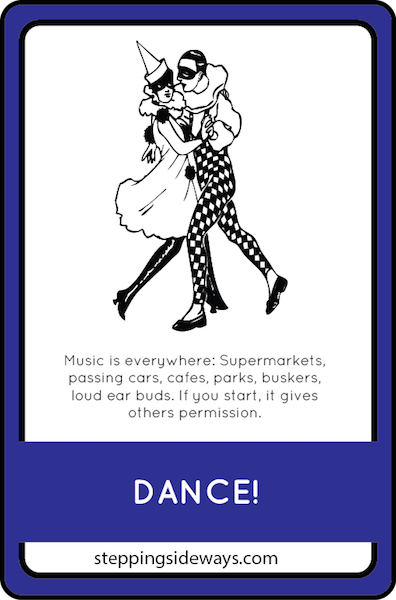 Music is everywhere: Supermarkets,
passing cars, cafes, parks, buskers,
loud ear buds. If you start, it gives
others permission.
DANCE!
steppingsideways.com